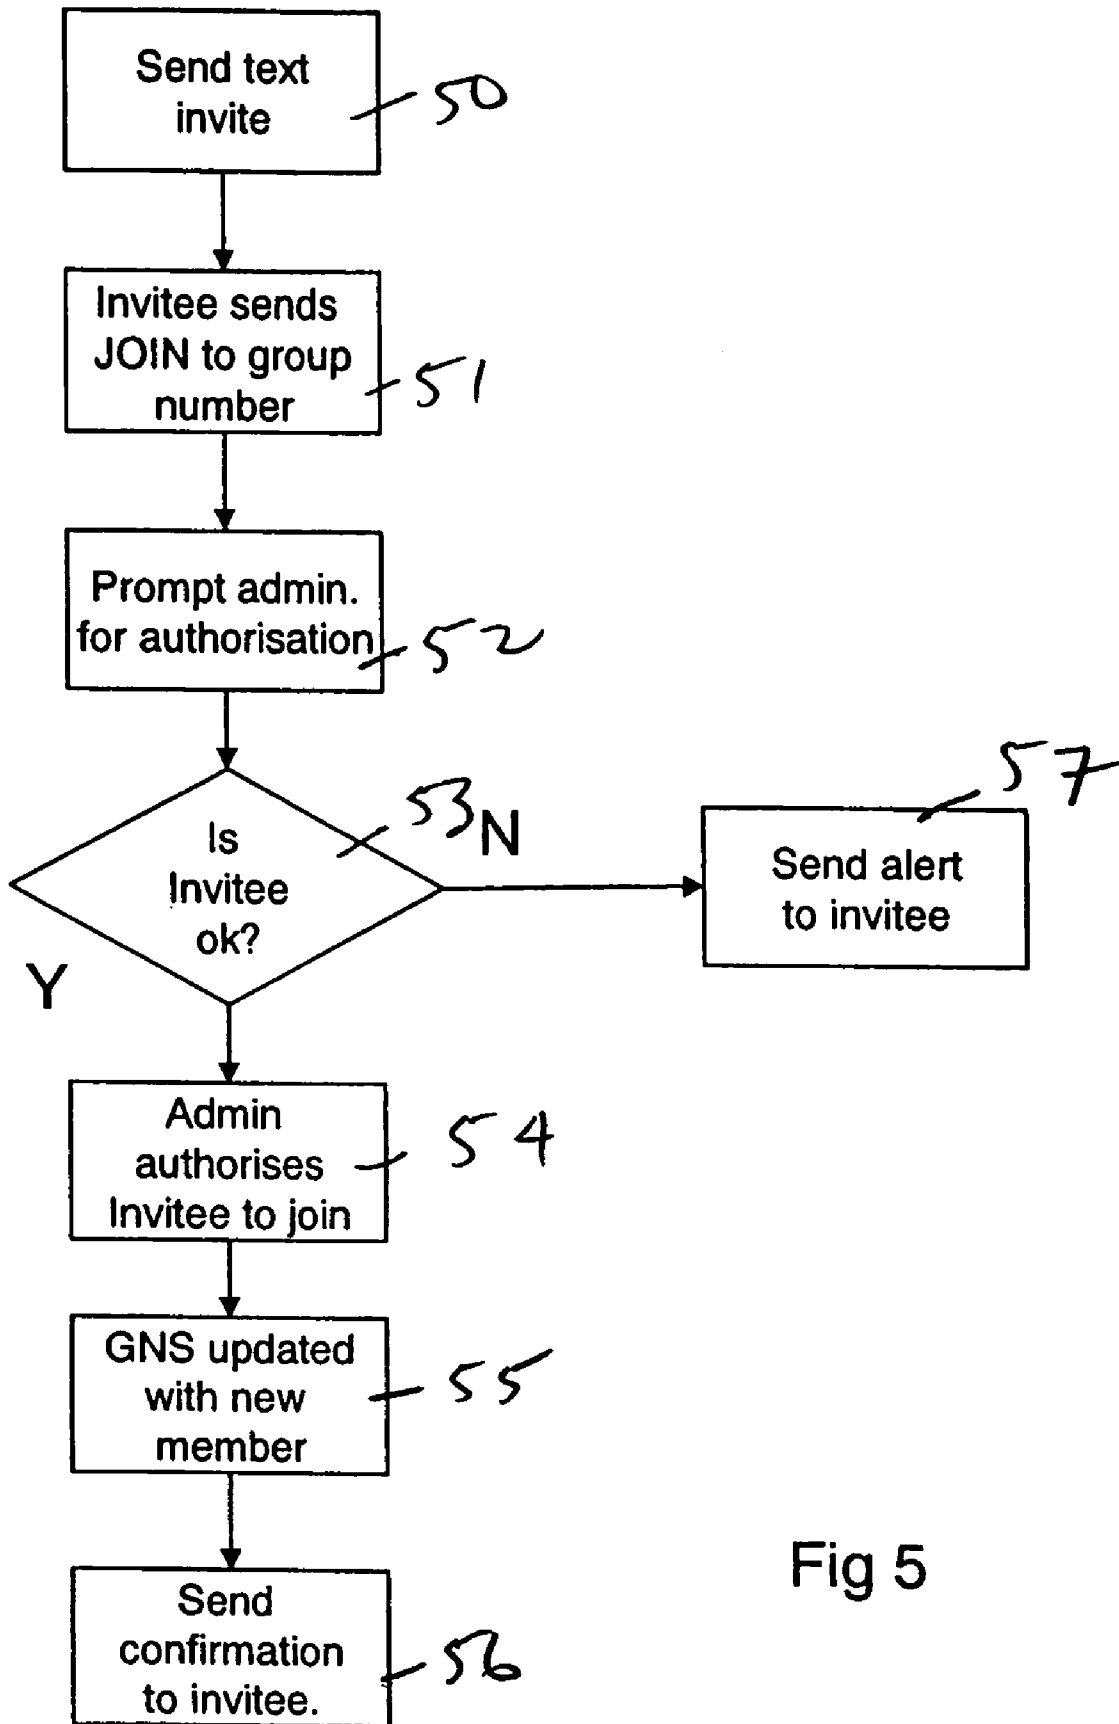 Send text
invite
50
Invitee sends
JOIN to group
number
51
Prompt admin.
for authorisation
52
Is
Invitee
ok?
53
N
Y
57
Send alert
to invitee
Admin
authorises
Invitee to join
54
GNS updated
with new
member
55
Send
confirmation
to invitee.
56
Fig 5